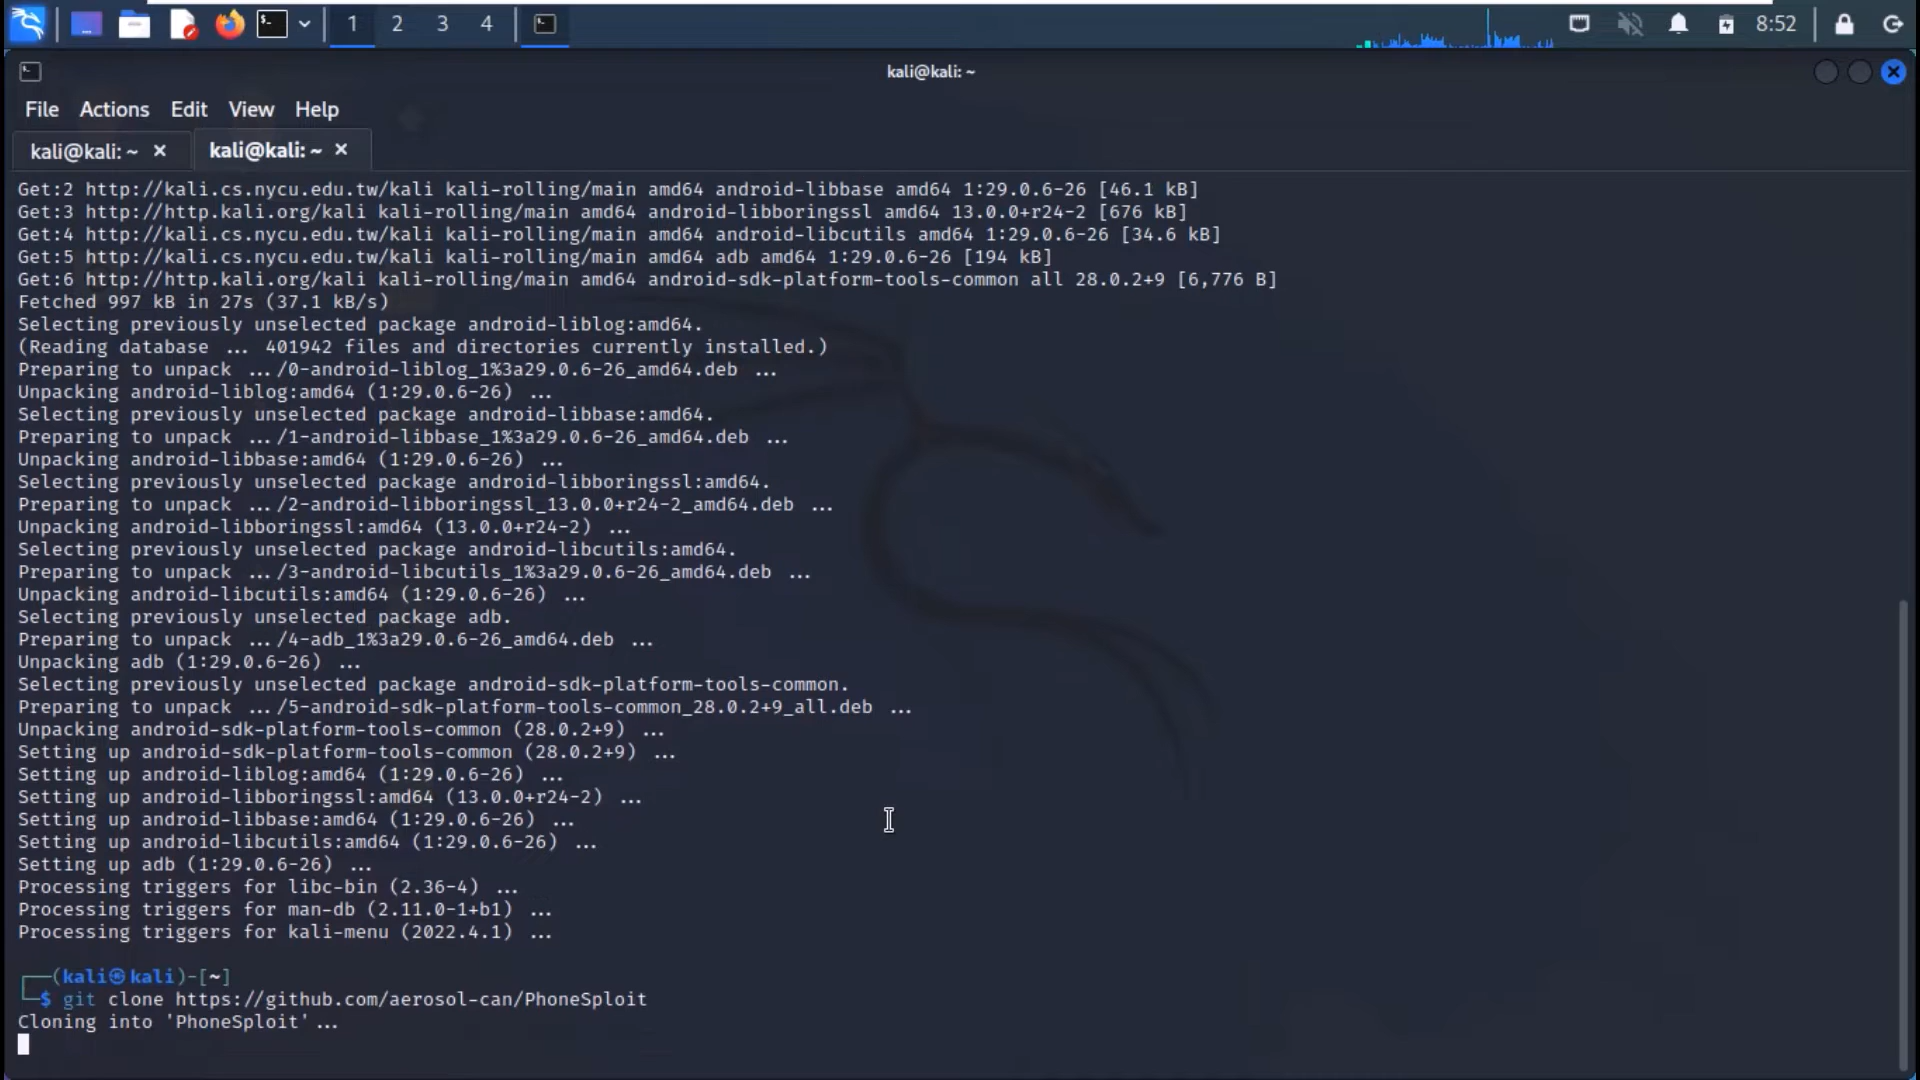 1 2 3 4 8:52
kali@kali: ~
File Actions Edit View Help
kali@kali: ~ × kali@kali: ~ ×
Get:2 http://kali.cs.nycu.edu.tw/kali kali-rolling/main amd64 android-libbase amd64 1:29.0.6-26 [46.1 kB]
Get:3 http://http.kali.org/kali kali-rolling/main amd64 android-libboringssl amd64 13.0.0+r24-2 [676 kB]
Get:4 http://kali.cs.nycu.edu.tw/kali kali-rolling/main amd64 android-libcutils amd64 1:29.0.6-26 [34.6 kB]
Get:5 http://kali.cs.nycu.edu.tw/kali kali-rolling/main amd64 adb amd64 1:29.0.6-26 [194 kB]
Get:6 http://http.kali.org/kali kali-rolling/main amd64 android-sdk-platform-tools-common all 28.0.2+9 [6,776 B]
Fetched 997 kB in 27s (37.1 kB/s)
Selecting previously unselected package android-liblog:amd64.
(Reading database ... 401942 files and directories currently installed.)
Preparing to unpack .../0-android-liblog_1%3a29.0.6-26_amd64.deb ...
Unpacking android-liblog:amd64 (1:29.0.6-26) ...
Selecting previously unselected package android-libbase:amd64.
Preparing to unpack .../1-android-libbase_1%3a29.0.6-26_amd64.deb ...
Unpacking android-libbase:amd64 (1:29.0.6-26) ...
Selecting previously unselected package android-libboringssl:amd64.
Preparing to unpack .../2-android-libboringssl_13.0.0+r24-2_amd64.deb ...
Unpacking android-libboringssl:amd64 (13.0.0+r24-2) ...
Selecting previously unselected package android-libcutils:amd64.
Preparing to unpack .../3-android-libcutils_1%3a29.0.6-26_amd64.deb ...
Unpacking android-libcutils:amd64 (1:29.0.6-26) ...
Selecting previously unselected package adb.
Preparing to unpack .../4-adb_1%3a29.0.6-26_amd64.deb ...
Unpacking adb (1:29.0.6-26) ...
Selecting previously unselected package android-sdk-platform-tools-common.
Preparing to unpack .../5-android-sdk-platform-tools-common_28.0.2+9_all.deb ...
Unpacking android-sdk-platform-tools-common (28.0.2+9) ...
Setting up android-sdk-platform-tools-common (28.0.2+9) ...
Setting up android-liblog:amd64 (1:29.0.6-26) ...
Setting up android-libboringssl:amd64 (13.0.0+r24-2) ...
Setting up android-libbase:amd64 (1:29.0.6-26) ...
Setting up android-libcutils:amd64 (1:29.0.6-26) ...
Setting up adb (1:29.0.6-26) ...
Processing triggers for libc-bin (2.36-4) ...
Processing triggers for man-db (2.11.0-1+b1) ...
Processing triggers for kali-menu (2022.4.1) ...
┌──(kali㉿kali)-[~]
└─$ git clone https://github.com/aerosol-can/PhoneSploit
Cloning into 'PhoneSploit'...